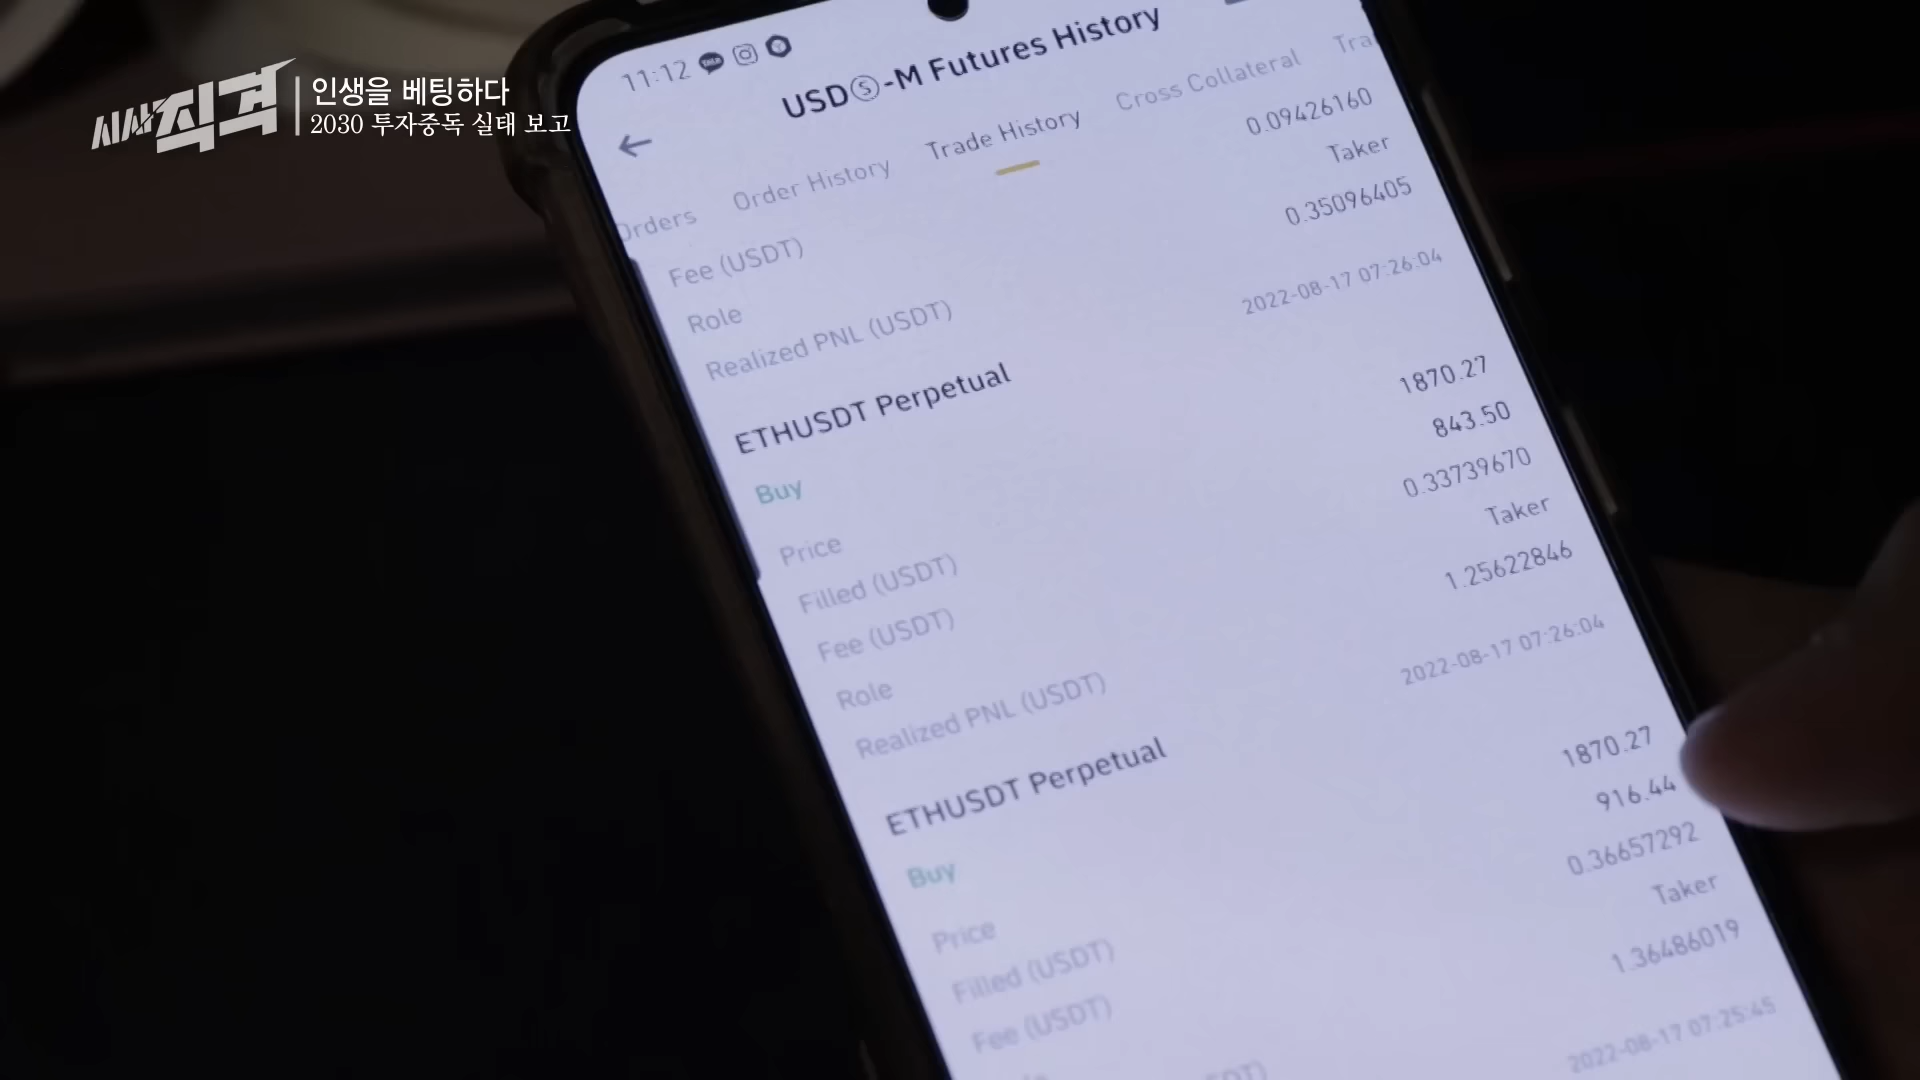 시사직격
인생을 베팅하다
2030 투자중독 실태 보고
11:12
USDⓈ-M Futures History
Orders Order History Trade History Cross Collateral
Fee (USDT) 0.09426160
Role Taker
Realized PNL (USDT) 0.35096405
ETHUSDT Perpetual 2022-08-17 07:26:04
Buy
Price 1870.27
Filled (USDT) 843.50
Fee (USDT) 0.33739670
Role Taker
Realized PNL (USDT) 1.25622846
ETHUSDT Perpetual 2022-08-17 07:26:04
Buy
Price 1870.27
Filled (USDT) 916.44
Fee (USDT) 0.36657292
Taker
1.36486019
2022-08-17 07:25:45